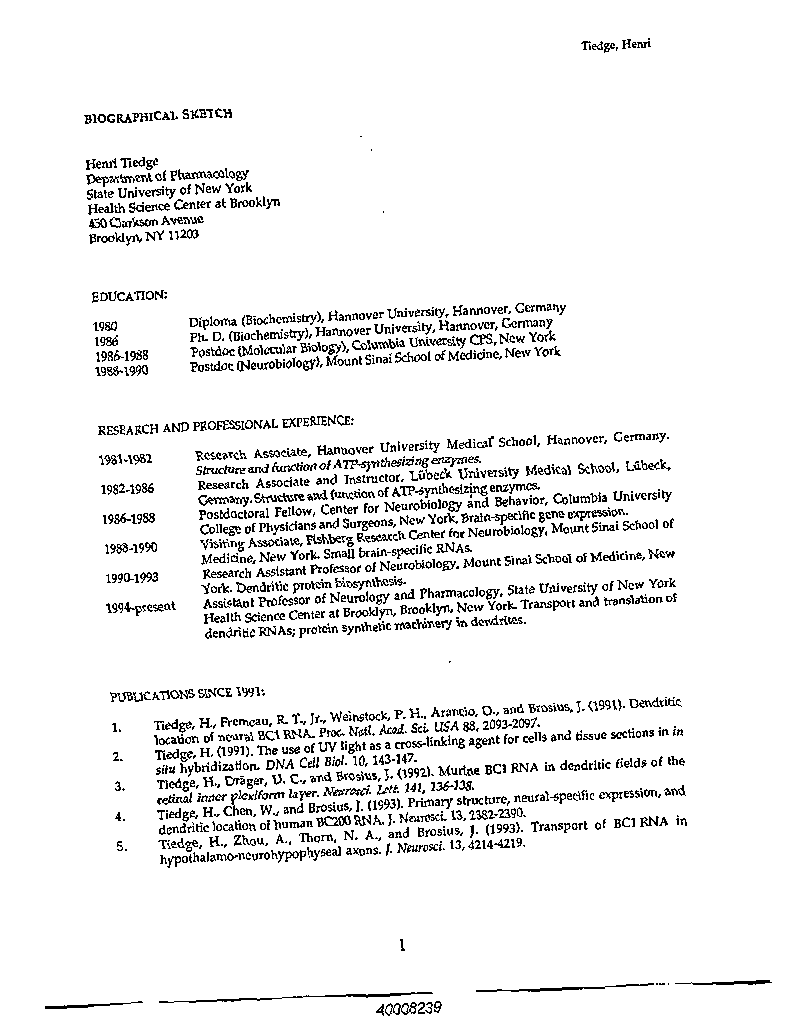 Tiedge, Henri
BIOGRAPHICAL SKETCH
Henri Tiedge
Department of Pharmacology
State University of New York
Health Science Center at Brooklyn
450 Clarkson Avenue
Brooklyn, NY 11203
EDUCATION:
1980 Diploma (Biochemistry), Hannover University, Hannover, Germany
1986 Ph. D. (Biochemistry), Hannover University, Hannover, Germany
1986-1988 Postdoc (Molecular Biology), Columbia University CPS, New York
1988-1990 Postdoc (Neurobiology), Mount Sinai School of Medicine, New York
RESEARCH AND PROFESSIONAL EXPERIENCE:
1981-1982 Research Associate, Hannover University Medical School, Hannover, Germany.
Structure and function of ATP-synthesizing enzymes.
1982-1986 Research Associate and Instructor, Lübeck University Medical School, Lübeck,
Germany. Structure and function of ATP-synthesizing enzymes.
1986-1988 Postdoctoral Fellow, Center for Neurobiology and Behavior, Columbia University
College of Physicians and Surgeons, New York. Brain-specific gene expression.
1988-1990 Visiting Associate, Fishberg Research Center for Neurobiology, Mount Sinai School of
Medicine, New York. Small brain-specific RNAs.
1990-1993 Research Assistant Professor of Neurobiology, Mount Sinai School of Medicine, New
York. Dendritic protein biosynthesis.
1994-present Assistant Professor of Neurology and Pharmacology, State University of New York
Health Science Center at Brooklyn, Brooklyn, New York. Transport and translation of
dendritic RNAs; protein synthetic machinery in dendrites.
PUBLICATIONS SINCE 1991:
1. Tiedge, H., Fremeau, R. T., Jr., Weinstock, P. H., Arancio, O., and Brosius, J. (1991). Dendritic
location of neural BC1 RNA. Proc. Natl. Acad. Sci. USA 88, 2093-2097.
2. Tiedge, H. (1991). The use of UV light as a cross-linking agent for cells and tissue sections in in
situ hybridization. DNA Cell Biol. 10, 143-147.
3. Tiedge, H., Dräger, U. C., and Brosius, J. (1992). Murine BC1 RNA in dendritic fields of the
retinal inner plexiform layer. Neurosci. Lett. 141, 136-138.
4. Tiedge, H., Chen, W., and Brosius, J. (1993). Primary structure, neural-specific expression, and
dendritic location of human BC200 RNA. J. Neurosci. 13, 2382-2390.
5. Tiedge, H., Zhou, A., Thorn, N. A., and Brosius, J. (1993). Transport of BC1 RNA in
hypothalamo-neurohypophyseal axons. J. Neurosci. 13, 4214-4219.
1
40008239